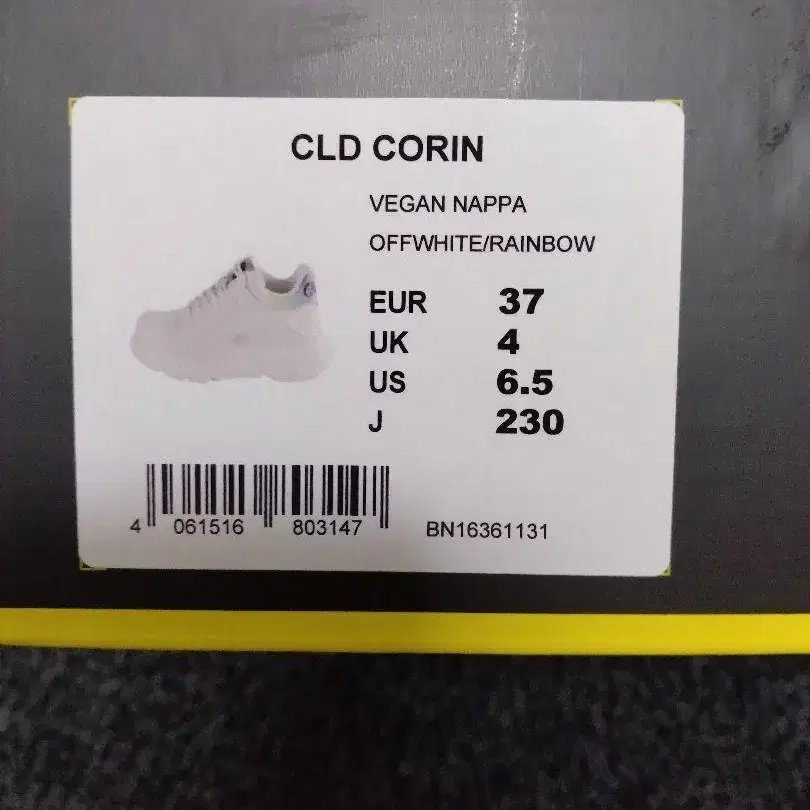 CLD CORIN
VEGAN NAPPA
OFFWHITE/RAINBOW
EUR 37
UK 4
US 6.5
J 230
4 061516 803147
BN16361131